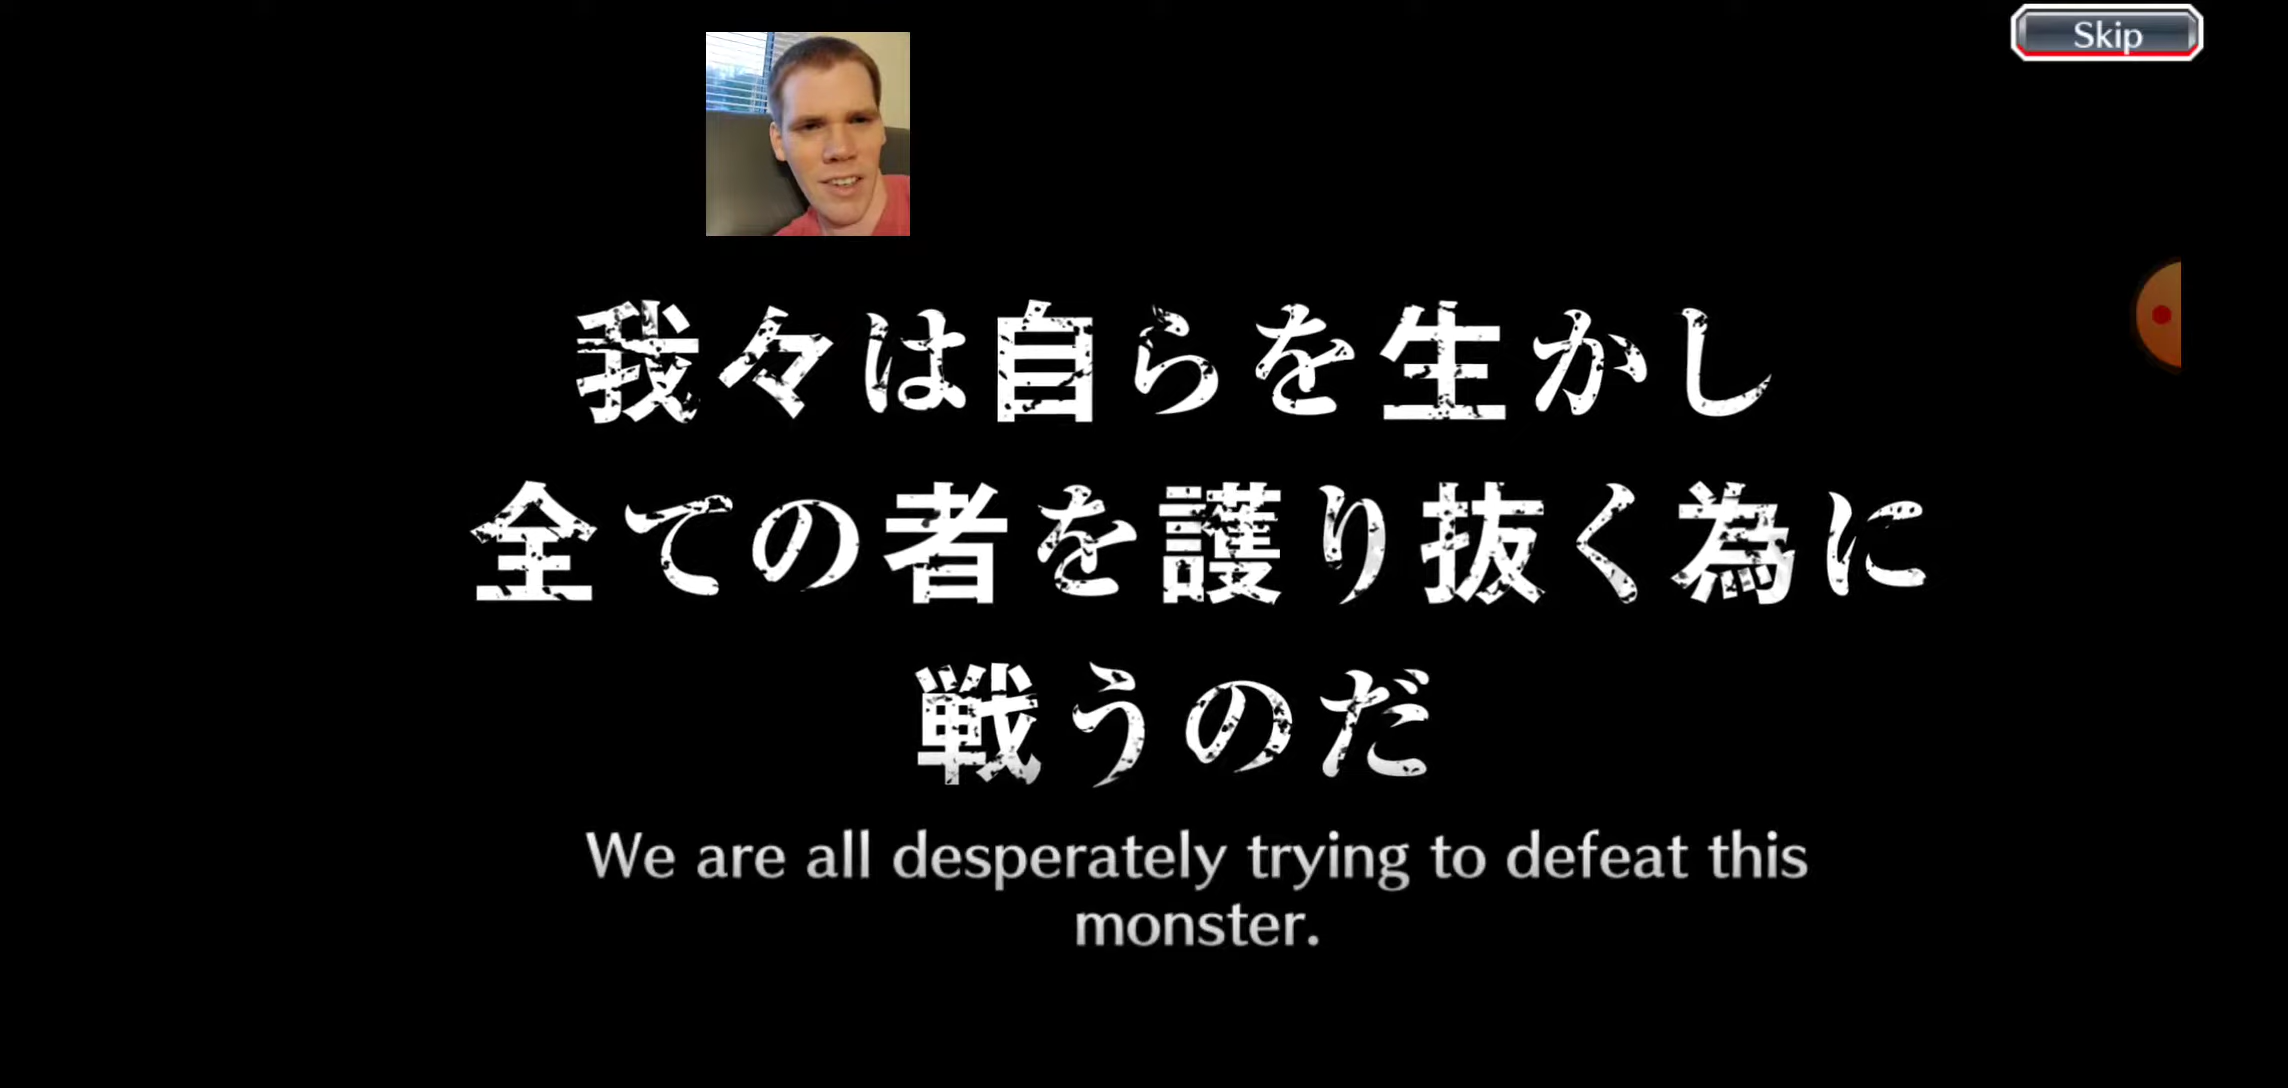 Skip
我々は自らを生かし
全ての者を護り抜く為に
戦うのだ
We are all desperately trying to defeat this
monster.